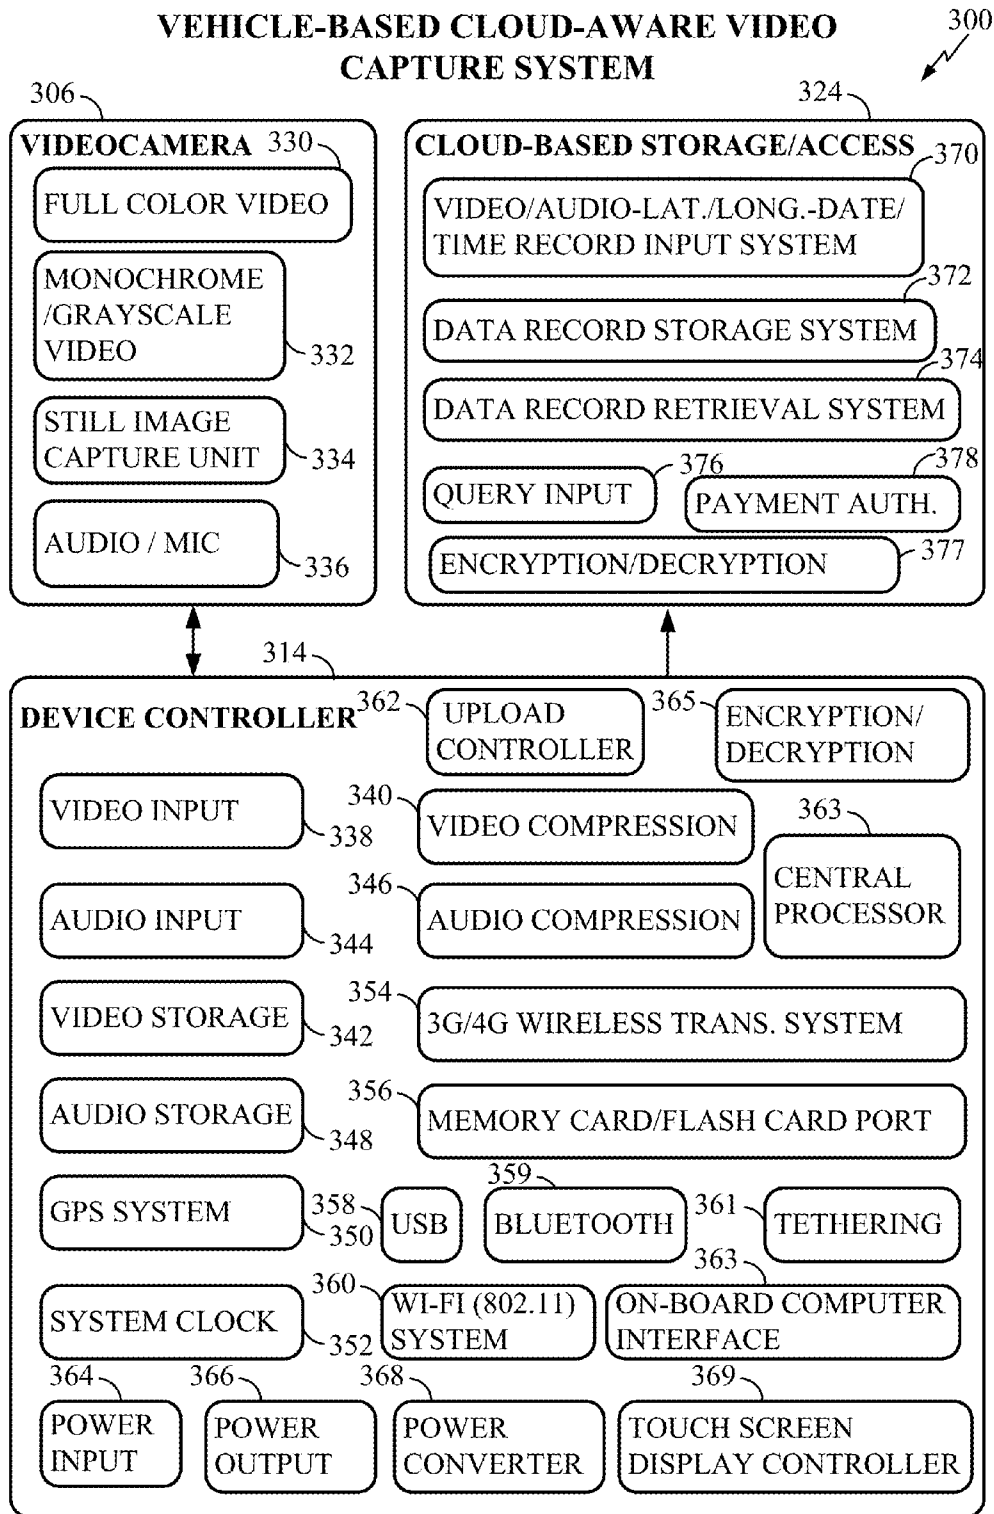 VEHICLE-BASED CLOUD-AWARE VIDEO
CAPTURE SYSTEM
300
306
VIDEOCAMERA
330
FULL COLOR VIDEO
MONOCHROME
/GRAYSCALE
VIDEO
332
STILL IMAGE
CAPTURE UNIT
334
AUDIO / MIC
336
324
CLOUD-BASED STORAGE/ACCESS
370
VIDEO/AUDIO-LAT./LONG.-DATE/
TIME RECORD INPUT SYSTEM
372
DATA RECORD STORAGE SYSTEM
374
DATA RECORD RETRIEVAL SYSTEM
376
QUERY INPUT
378
PAYMENT AUTH.
377
ENCRYPTION/DECRYPTION
314
DEVICE CONTROLLER
362
UPLOAD
CONTROLLER
365
ENCRYPTION/
DECRYPTION
VIDEO INPUT
338
340
VIDEO COMPRESSION
363
CENTRAL
PROCESSOR
AUDIO INPUT
344
346
AUDIO COMPRESSION
VIDEO STORAGE
342
354
3G/4G WIRELESS TRANS. SYSTEM
AUDIO STORAGE
348
356
MEMORY CARD/FLASH CARD PORT
GPS SYSTEM
350
358
USB
359
BLUETOOTH
361
TETHERING
SYSTEM CLOCK
352
360
WI-FI (802.11)
SYSTEM
363
ON-BOARD COMPUTER
INTERFACE
364
POWER
INPUT
366
POWER
OUTPUT
368
POWER
CONVERTER
369
TOUCH SCREEN
DISPLAY CONTROLLER